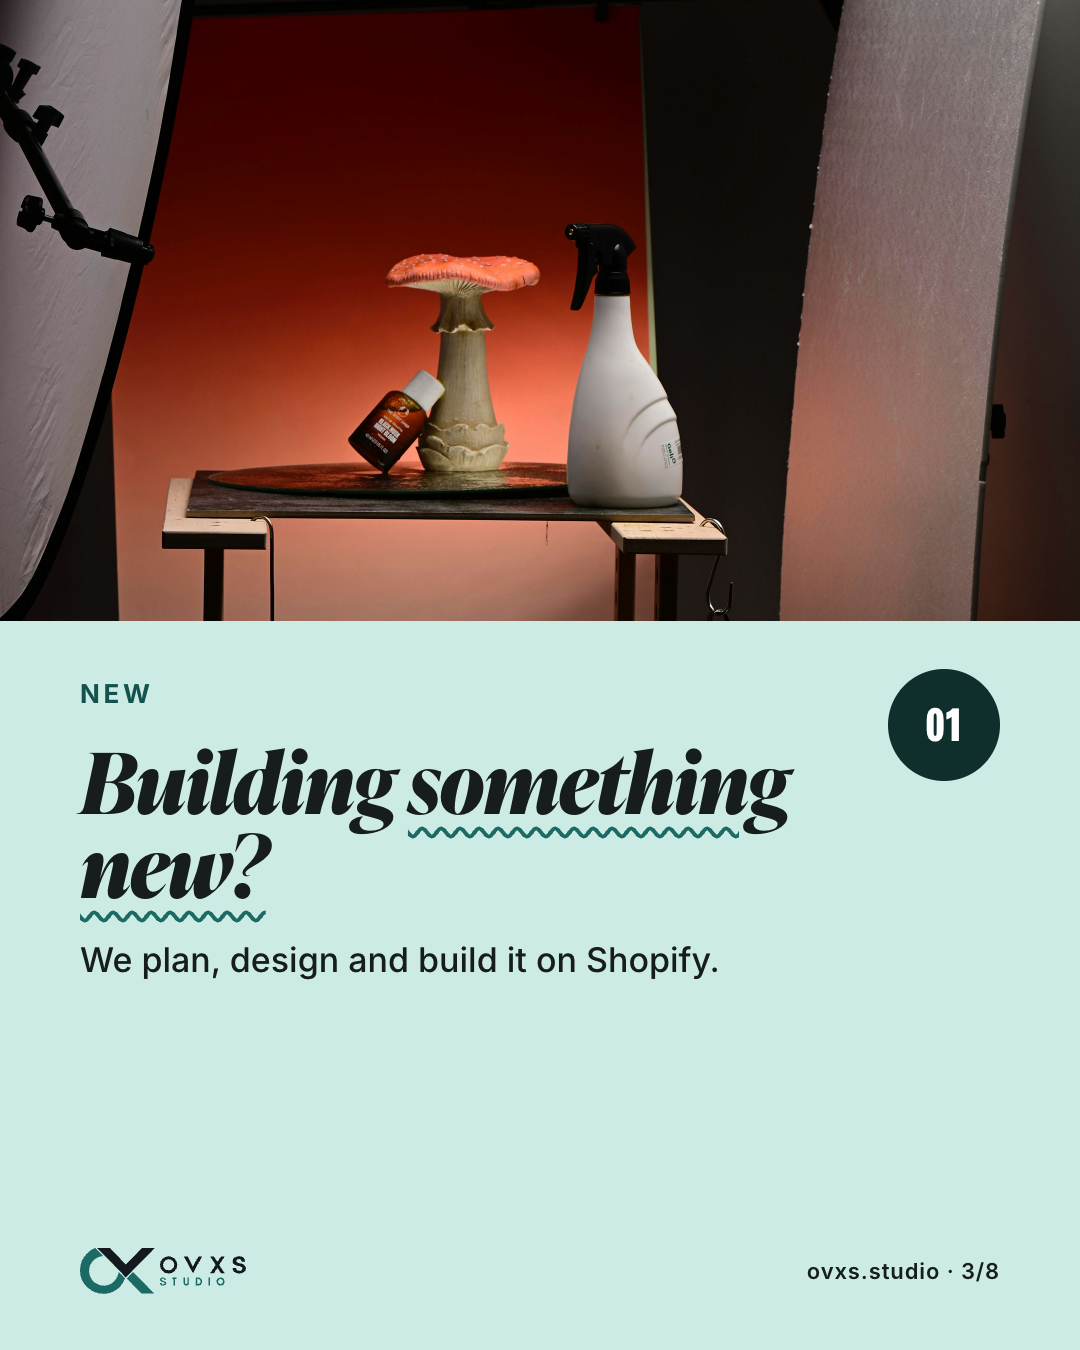 NEW
01
Building something
new?
We plan, design and build it on Shopify.
OVXS
STUDIO
ovxs.studio · 3/8